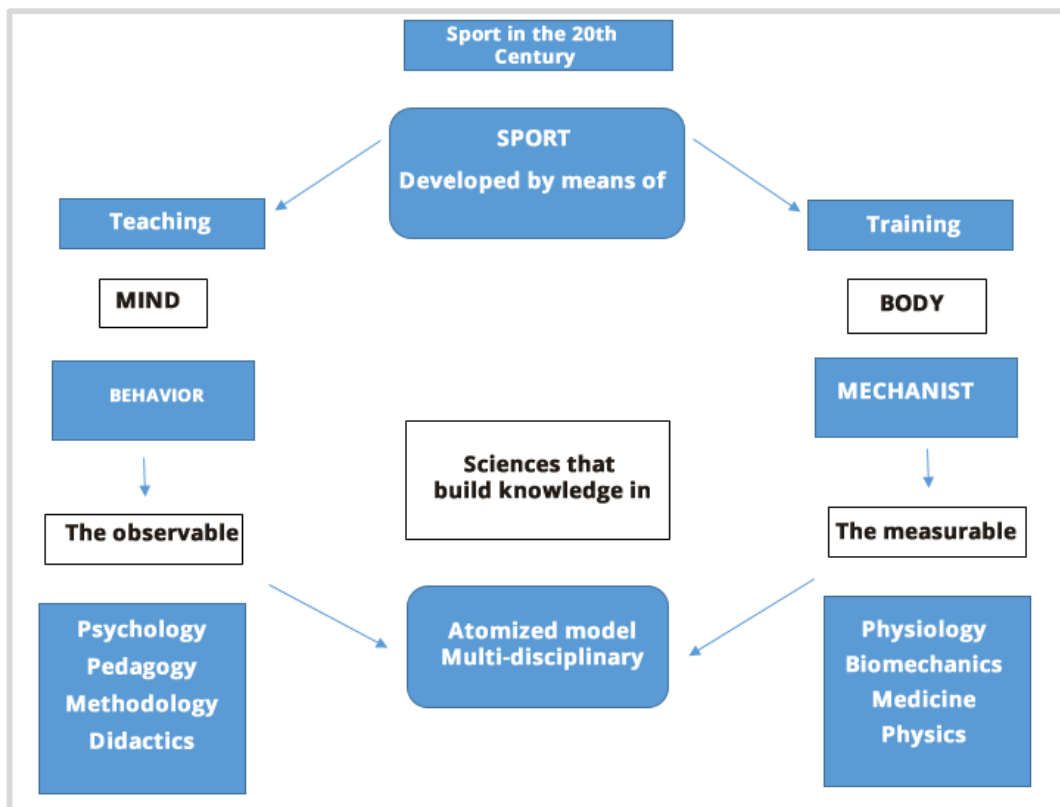 Sport in the 20th
Century
SPORT
Developed by means of
Teaching
Training
MIND
BODY
BEHAVIOR
MECHANIST
Sciences that
build knowledge in
The observable
The measurable
Atomized model
Multi-disciplinary
Psychology
Pedagogy
Methodology
Didactics
Physiology
Biomechanics
Medicine
Physics